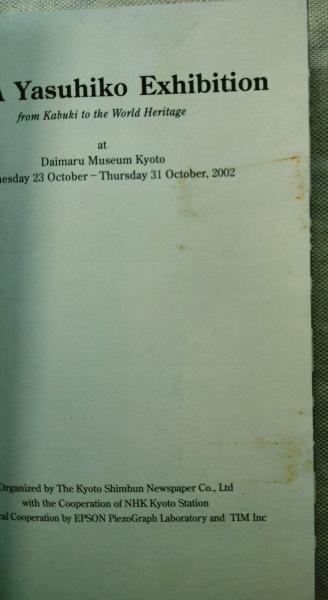 A Yasuhiko Exhibition
from Kabuki to the World Heritage
at
Daimaru Museum Kyoto
esday 23 October – Thursday 31 October, 2002
Organized by The Kyoto Shimbun Newspaper Co., Ltd
with the Cooperation of NHK Kyoto Station
al Cooperation by EPSON PiezoGraph Laboratory and TIM Inc